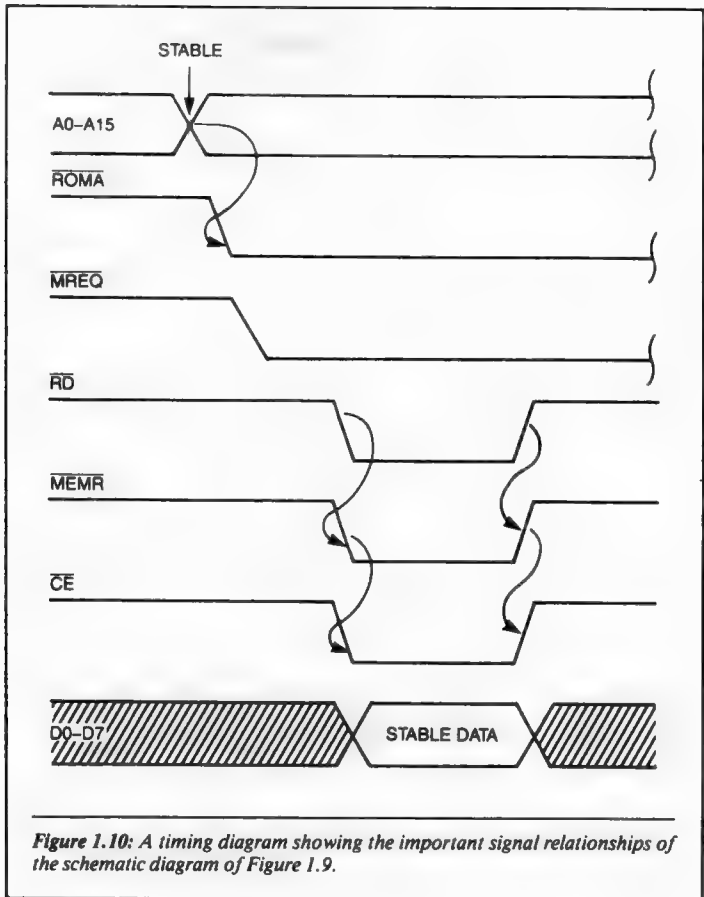 STABLE
A0–A15
ROMA
MREQ
RD
MEMR
CE
D0–D7
STABLE DATA
Figure 1.10: A timing diagram showing the important signal relationships of
the schematic diagram of Figure 1.9.